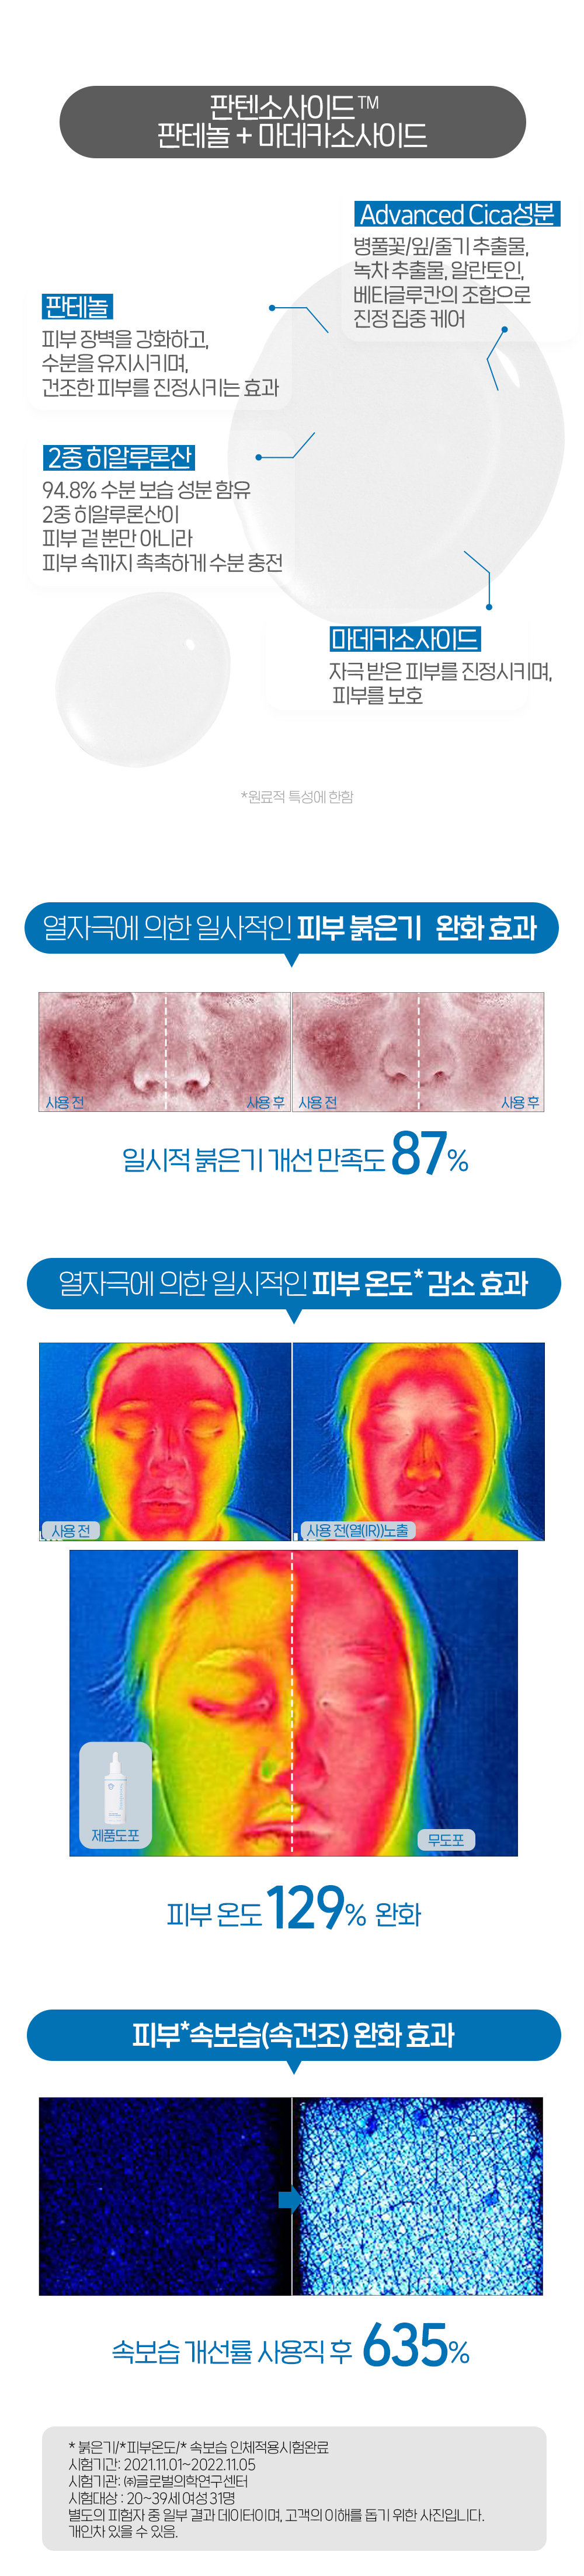 판텐소사이드™
판테놀 + 마데카소사이드
Advanced Cica성분
병풀꽃/잎/줄기 추출물,
녹차 추출물, 알란토인,
베타글루칸의 조합으로
진정 집중 케어
판테놀
피부 장벽을 강화하고,
수분을 유지시키며,
건조한 피부를 진정시키는 효과
2중 히알루론산
94.8% 수분 보습 성분 함유
2중 히알루론산이
피부 겉 뿐만 아니라
피부 속까지 촉촉하게 수분 충전
마데카소사이드
자극 받은 피부를 진정시키며,
피부를 보호
*원료적 특성에 한함
열자극에 의한 일사적인 피부 붉은기 완화 효과
사용 전 사용 후 사용 전 사용 후
일시적 붉은기 개선 만족도 87%
열자극에 의한 일시적인 피부 온도* 감소 효과
사용 전 사용 전(열(IR))노출
제품도포 무도포
피부 온도 129% 완화
피부*속보습(속건조) 완화 효과
속보습 개선률 사용직 후 635%
* 붉은기/*피부온도/* 속보습 인체적용시험완료
시험기간: 2021.11.01~2022.11.05
시험기관: ㈜글로벌의학연구센터
시험대상 : 20~39세 여성 31명
별도의 피험자 중 일부 결과 데이터이며, 고객의 이해를 돕기 위한 사진입니다.
개인차 있을 수 있음.